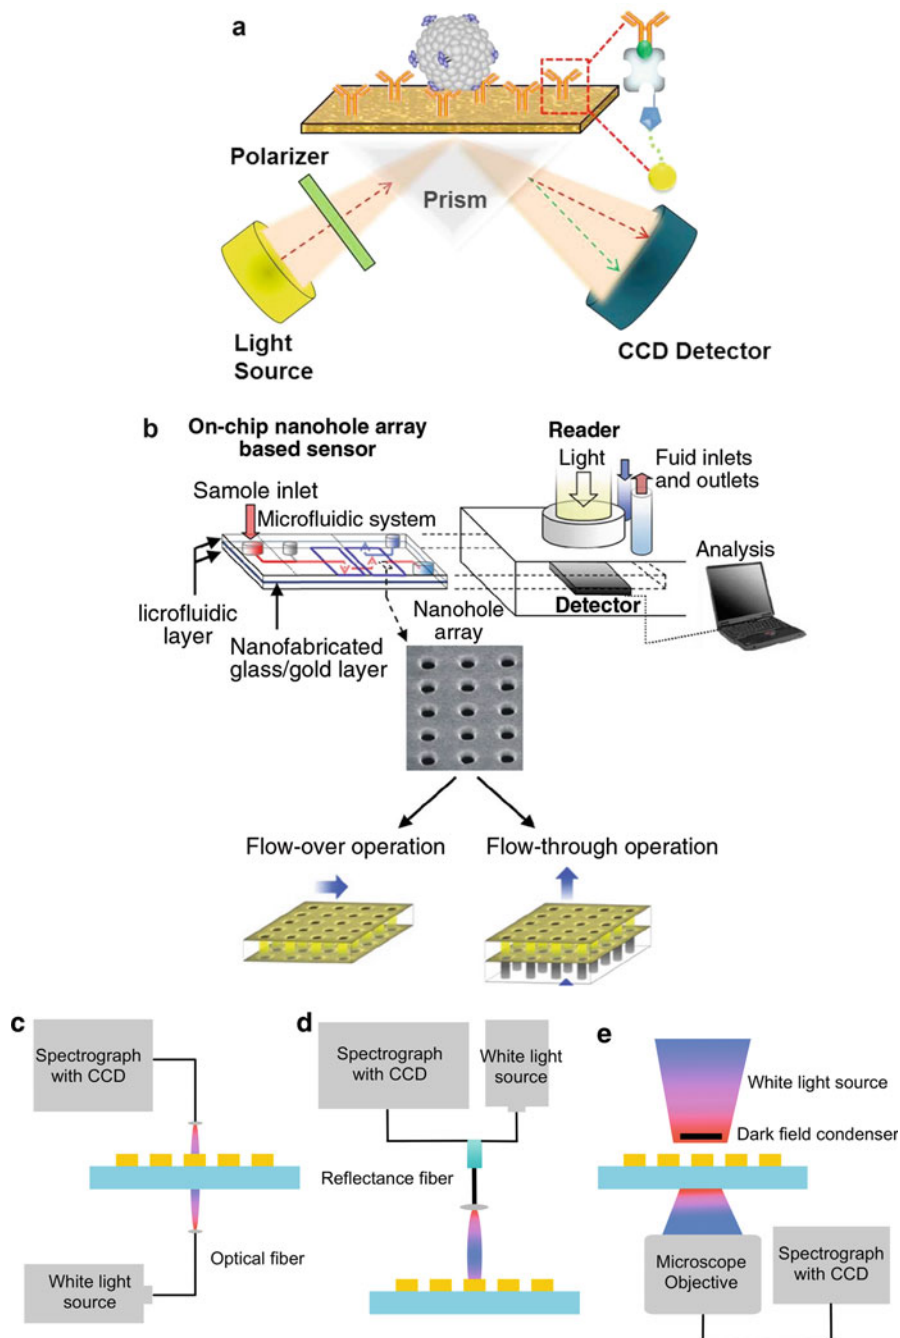 a
Polarizer
Prism
Light
Source
CCD Detector
b
On-chip nanohole array
based sensor
Samole inlet
Microfluidic system
licrofluidic
layer
Nanofabricated
glass/gold layer
Nanohole
array
Reader
Light
Fuid inlets
and outlets
Detector
Analysis
Flow-over operation
Flow-through operation
c
Spectrograph
with CCD
Optical fiber
White light
source
d
Spectrograph
with CCD
White light
source
Reflectance fiber
e
White light source
Dark field condenser
Microscope
Objective
Spectrograph
with CCD